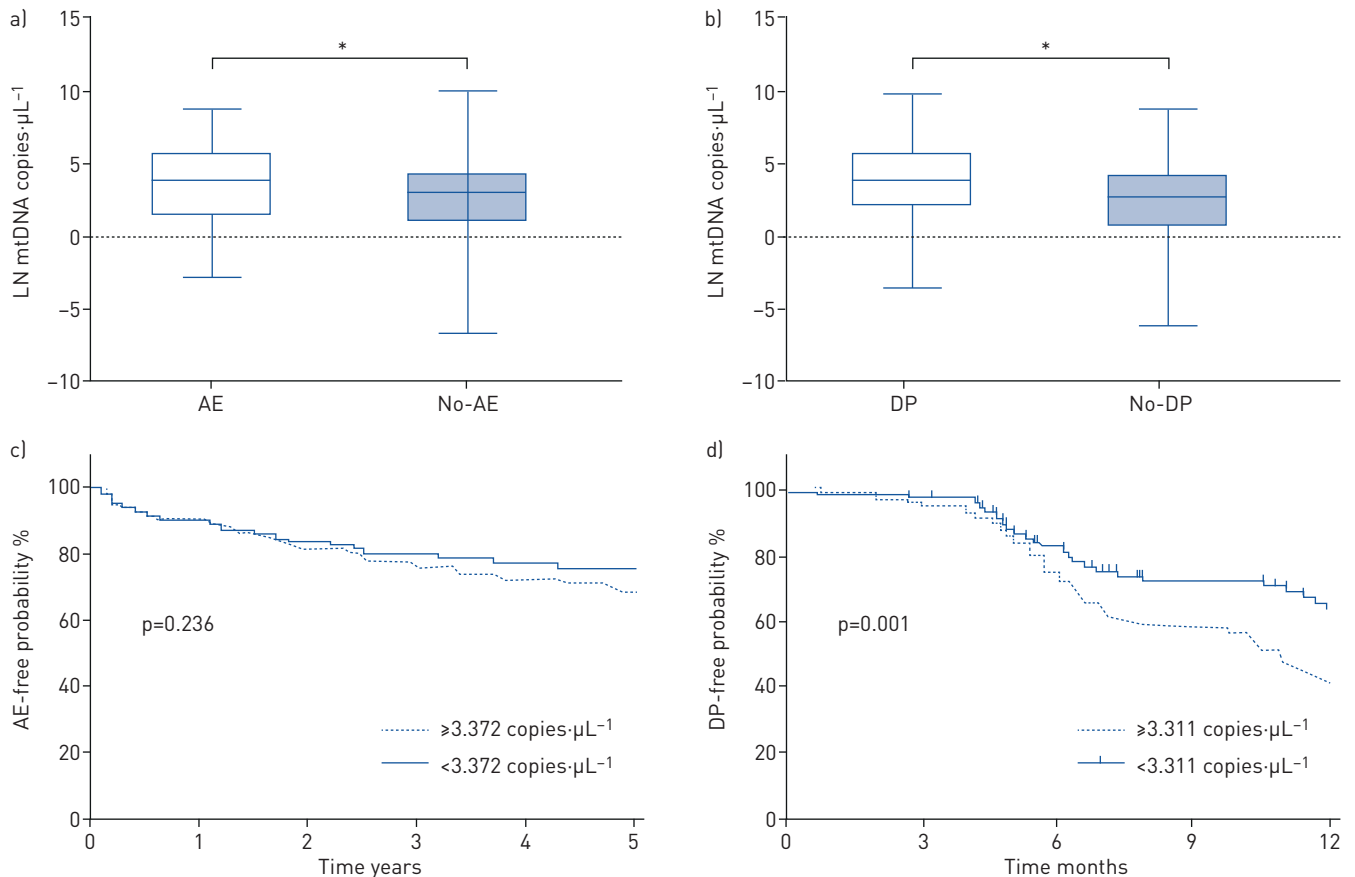 a)
15
10
5
0
−5
−10
LN mtDNA copies·µL⁻¹
*
AE
No-AE
b)
15
10
5
0
−5
−10
LN mtDNA copies·µL⁻¹
*
DP
No-DP
c)
100
80
60
40
80
0
AE-free probability %
p=0.236
⩾3.372 copies·µL⁻¹
<3.372 copies·µL⁻¹
0
1
2
3
4
5
Time years
d)
100
80
60
40
80
0
DP-free probability %
p=0.001
⩾3.311 copies·µL⁻¹
<3.311 copies·µL⁻¹
0
3
6
9
12
Time months